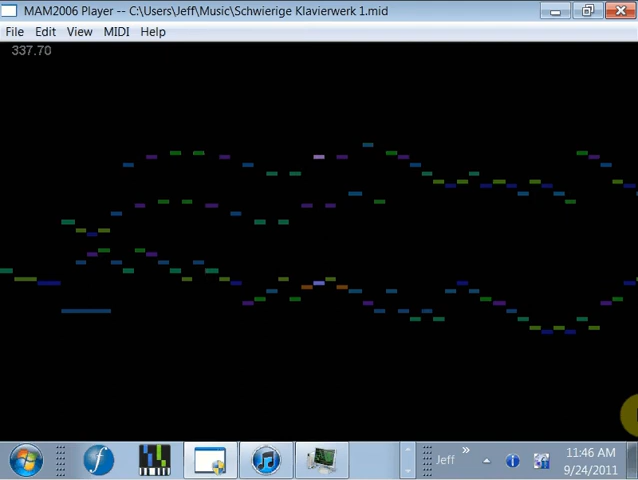 MAM2006 Player -- C:\Users\Jeff\Music\Schwierige Klavierwerk 1.mid
File Edit View MIDI Help
337.70
Jeff » 11:46 AM
9/24/2011